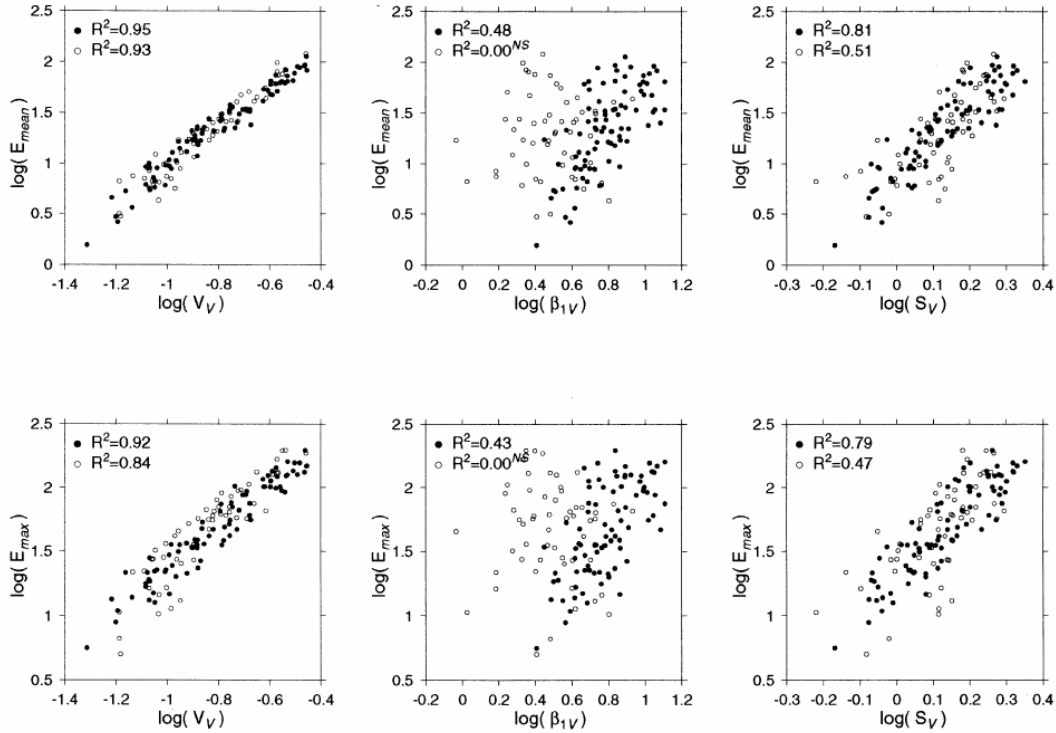 2.5
2
1.5
1
0.5
0
-1.4 -1.2 -1 -0.8 -0.6 -0.4
log( E_mean)
log( V_V)
● R²=0.95
○ R²=0.93
2.5
2
1.5
1
0.5
0
-0.2 0 0.2 0.4 0.6 0.8 1 1.2
log( E_mean)
log( β_1V)
● R²=0.48
○ R²=0.00^NS
2.5
2
1.5
1
0.5
0
-0.3 -0.2 -0.1 0 0.1 0.2 0.3 0.4
log( E_mean)
log( S_V)
● R²=0.81
○ R²=0.51
2.5
2
1.5
1
0.5
-1.4 -1.2 -1 -0.8 -0.6 -0.4
log( E_max)
log( V_V)
● R²=0.92
○ R²=0.84
2.5
2
1.5
1
0.5
-0.2 0 0.2 0.4 0.6 0.8 1 1.2
log( E_max)
log( β_1V)
● R²=0.43
○ R²=0.00^NS
2.5
2
1.5
1
0.5
-0.3 -0.2 -0.1 0 0.1 0.2 0.3 0.4
log( E_max)
log( S_V)
● R²=0.79
○ R²=0.47